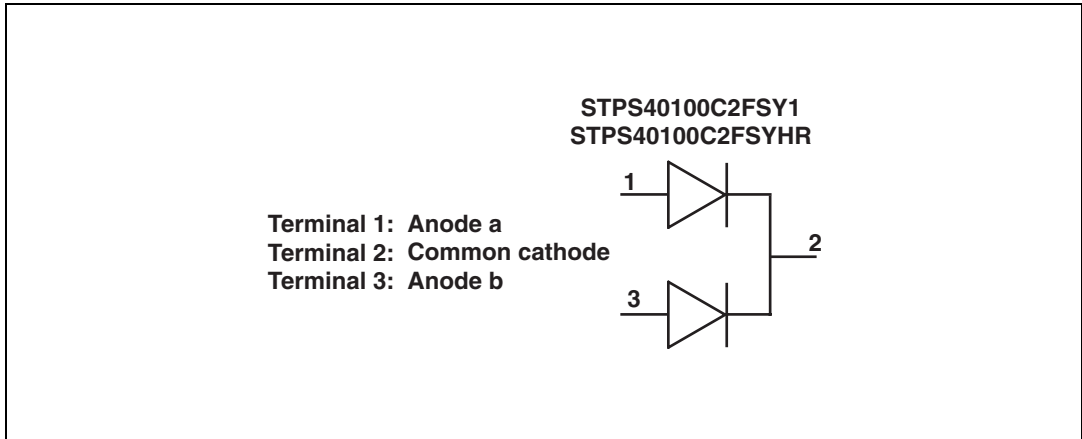 STPS40100C2FSY1
STPS40100C2FSYHR
1
Terminal 1: Anode a
Terminal 2: Common cathode
2
Terminal 3: Anode b
3